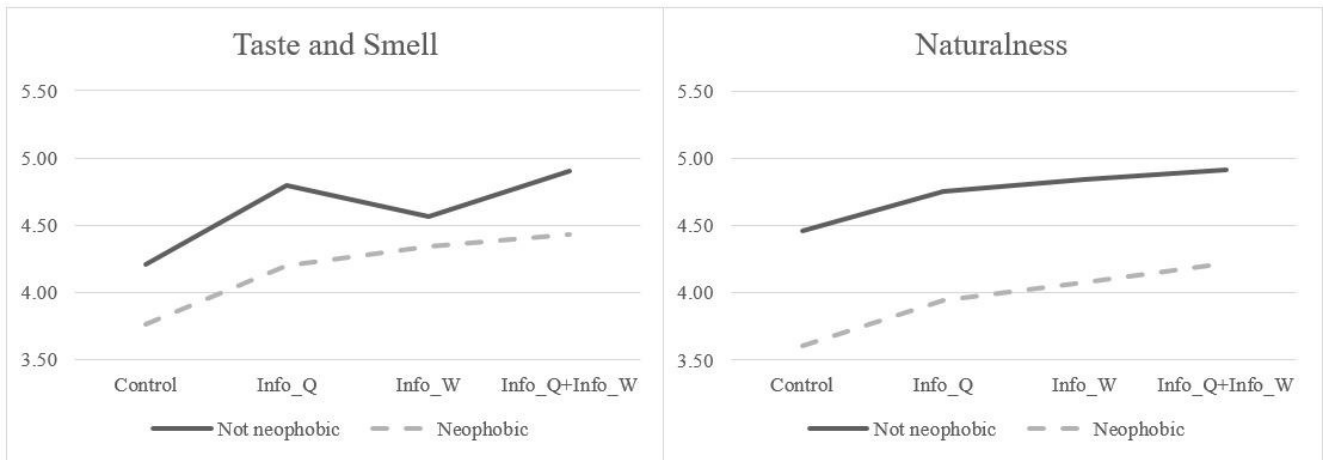 Taste and Smell
5.50
5.00
4.50
4.00
3.50
Control Info_Q Info_W Info_Q+Info_W
Not neophobic Neophobic
Naturalness
5.50
5.00
4.50
4.00
3.50
Control Info_Q Info_W Info_Q+Info_W
Not neophobic Neophobic